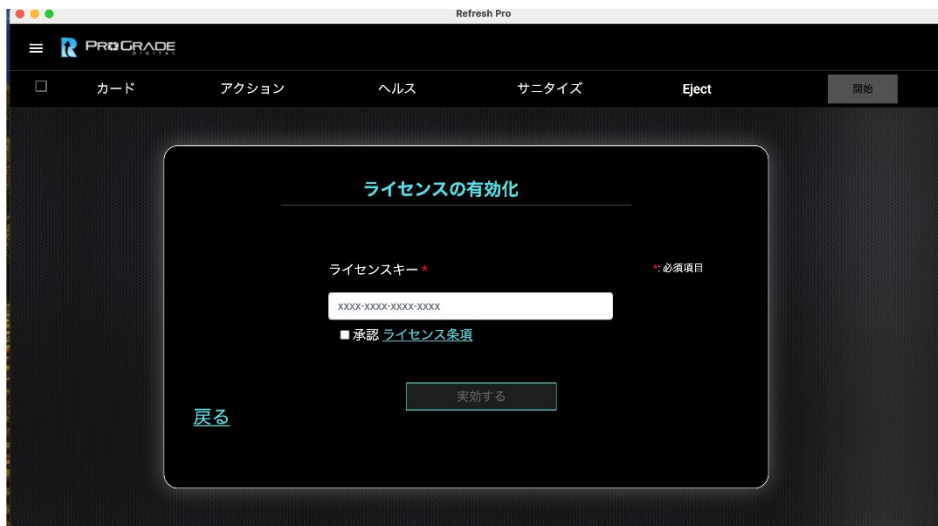 Refresh Pro
PROGRADE
DIGITAL
カード アクション ヘルス サニタイズ Eject 開始
ライセンスの有効化
ライセンスキー * *: 必須項目
xxxx-xxxx-xxxx-xxxx
承認 ライセンス条項
実効する
戻る